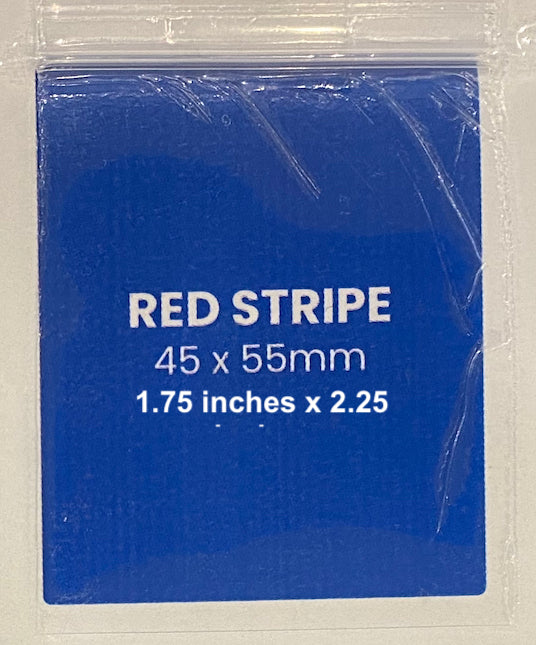 RED STRIPE
45 x 55mm
1.75 inches x 2.25